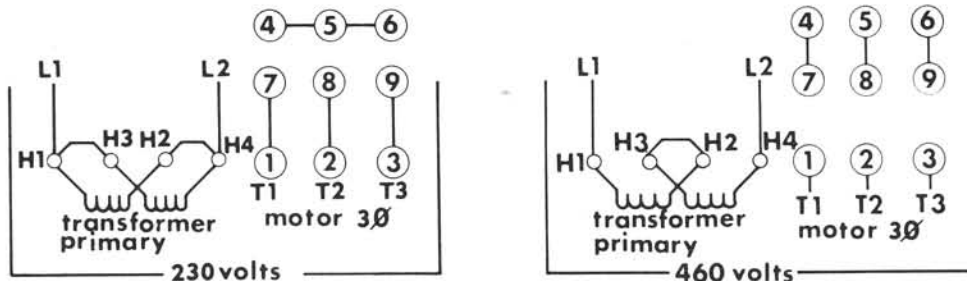 4 5 6
L1 L2 7 8 9
H1 H3 H2 H4 1 2 3
T1 T2 T3
transformer
primary
motor 3Ø
230 volts
4 5 6
L1 L2 7 8 9
H1 H3 H2 H4 1 2 3
T1 T2 T3
transformer
primary
motor 3Ø
460 volts